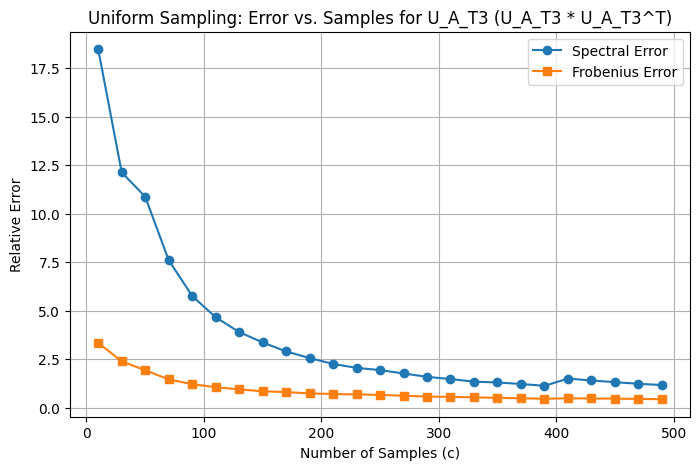 Uniform Sampling: Error vs. Samples for U_A_T3 (U_A_T3 * U_A_T3^T)
Spectral Error
Frobenius Error
Relative Error
17.5
15.0
12.5
10.0
7.5
5.0
2.5
0.0
0 100 200 300 400 500
Number of Samples (c)